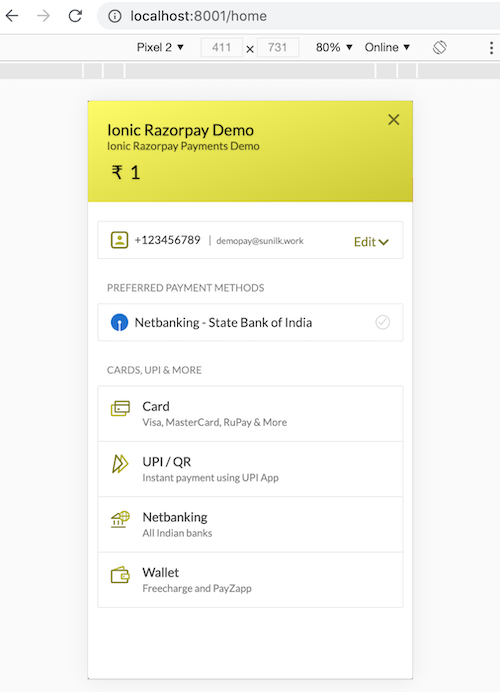 localhost:8001/home
Pixel 2 ▼ 411 x 731 80% ▼ Online ▼
Ionic Razorpay Demo
Ionic Razorpay Payments Demo
₹ 1
+123456789 | demopay@sunilk.work Edit
PREFERRED PAYMENT METHODS
Netbanking - State Bank of India
CARDS, UPI & MORE
Card
Visa, MasterCard, RuPay & More
UPI / QR
Instant payment using UPI App
Netbanking
All Indian banks
Wallet
Freecharge and PayZapp